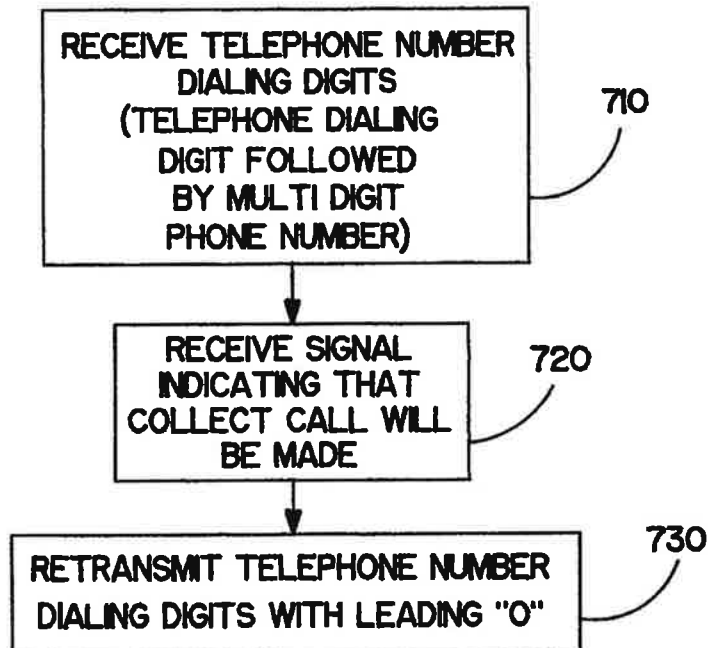 RECEIVE TELEPHONE NUMBER
DIALING DIGITS
(TELEPHONE DIALING
DIGIT FOLLOWED
BY MULTI DIGIT
PHONE NUMBER)
710
RECEIVE SIGNAL
INDICATING THAT
COLLECT CALL WILL
BE MADE
720
RETRANSMIT TELEPHONE NUMBER
DIALING DIGITS WITH LEADING "0"
730